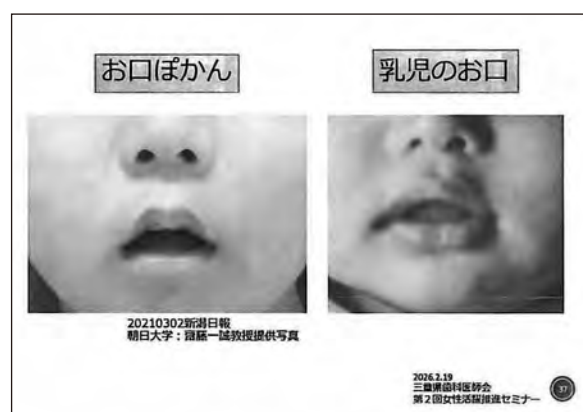 お口ぽかん
乳児のお口
20210302新潟日報
朝日大学：齋藤一誠教授提供写真
2026.2.19
三重県歯科医師会
第２回女性活躍推進セミナー
37